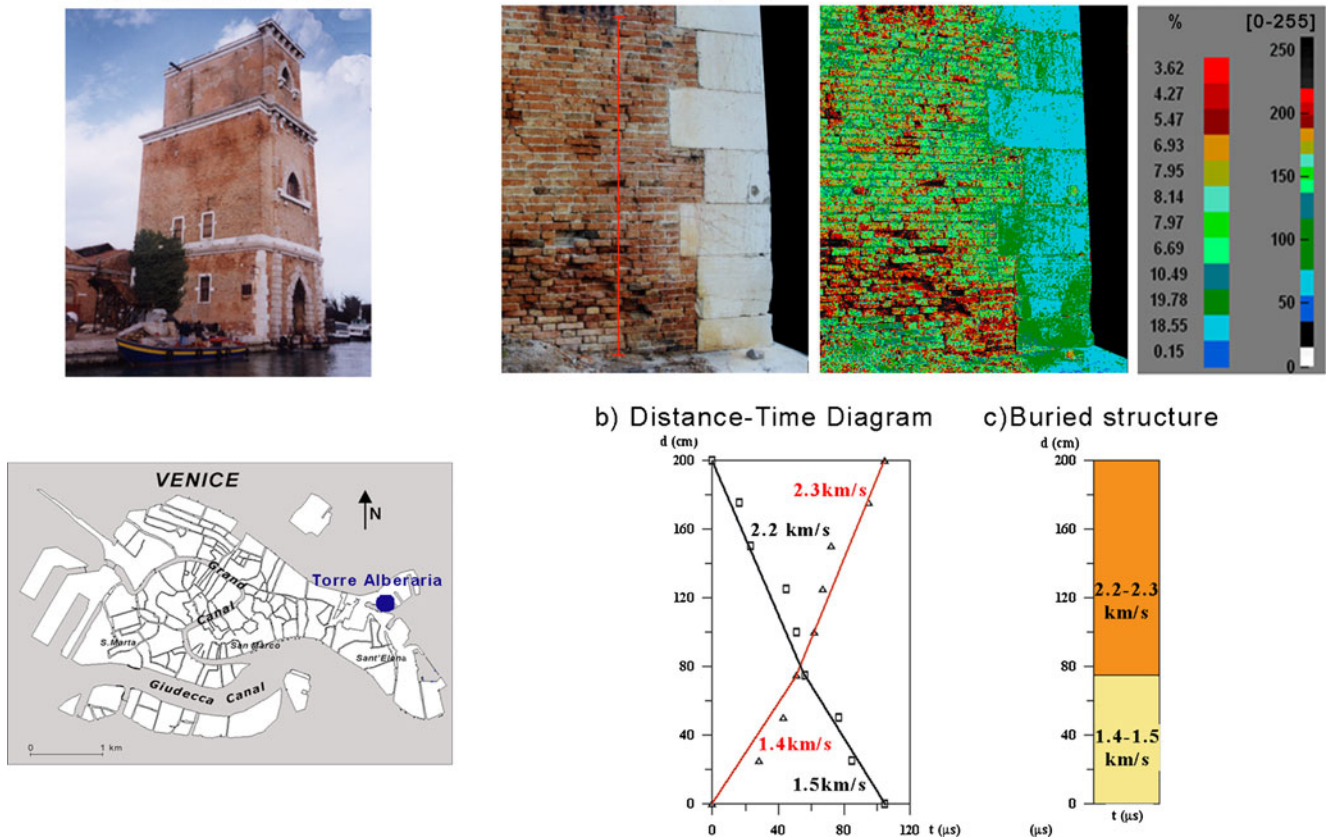 % [0-255]
250
3.62
4.27
200
5.47
6.93
7.95
150
8.14
7.97
6.69
100
10.49
19.78
50
18.55
0.15
0
VENICE
N
Torre Alberaria
Grand
Canal
S.Marta
San Marco
Sant'Elena
Giudecca Canal
0 1 km
b) Distance-Time Diagram
d (cm)
200
2.3km/s
160
2.2 km/s
120
80
40
1.4km/s
1.5km/s
0
0 40 80 120 t (μs)
c)Buried structure
d (cm)
200
160
120
2.2-2.3
km/s
80
40
1.4-1.5
km/s
0
(μs) t (μs)